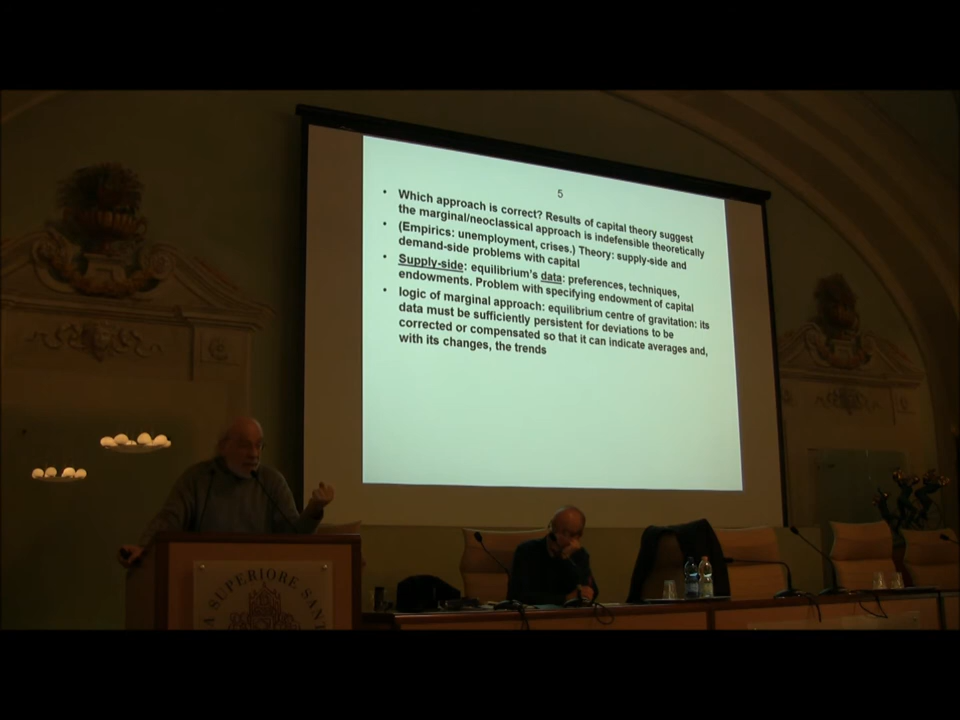 5
• Which approach is correct? Results of capital theory suggest
the marginal/neoclassical approach is indefensible theoretically
• (Empirics: unemployment, crises.) Theory: supply-side and
demand-side problems with capital
• Supply-side: equilibrium's data: preferences, techniques,
endowments. Problem with specifying endowment of capital
• logic of marginal approach: equilibrium centre of gravitation: its
data must be sufficiently persistent for deviations to be
corrected or compensated so that it can indicate averages and,
with its changes, the trends
SUPERIORE